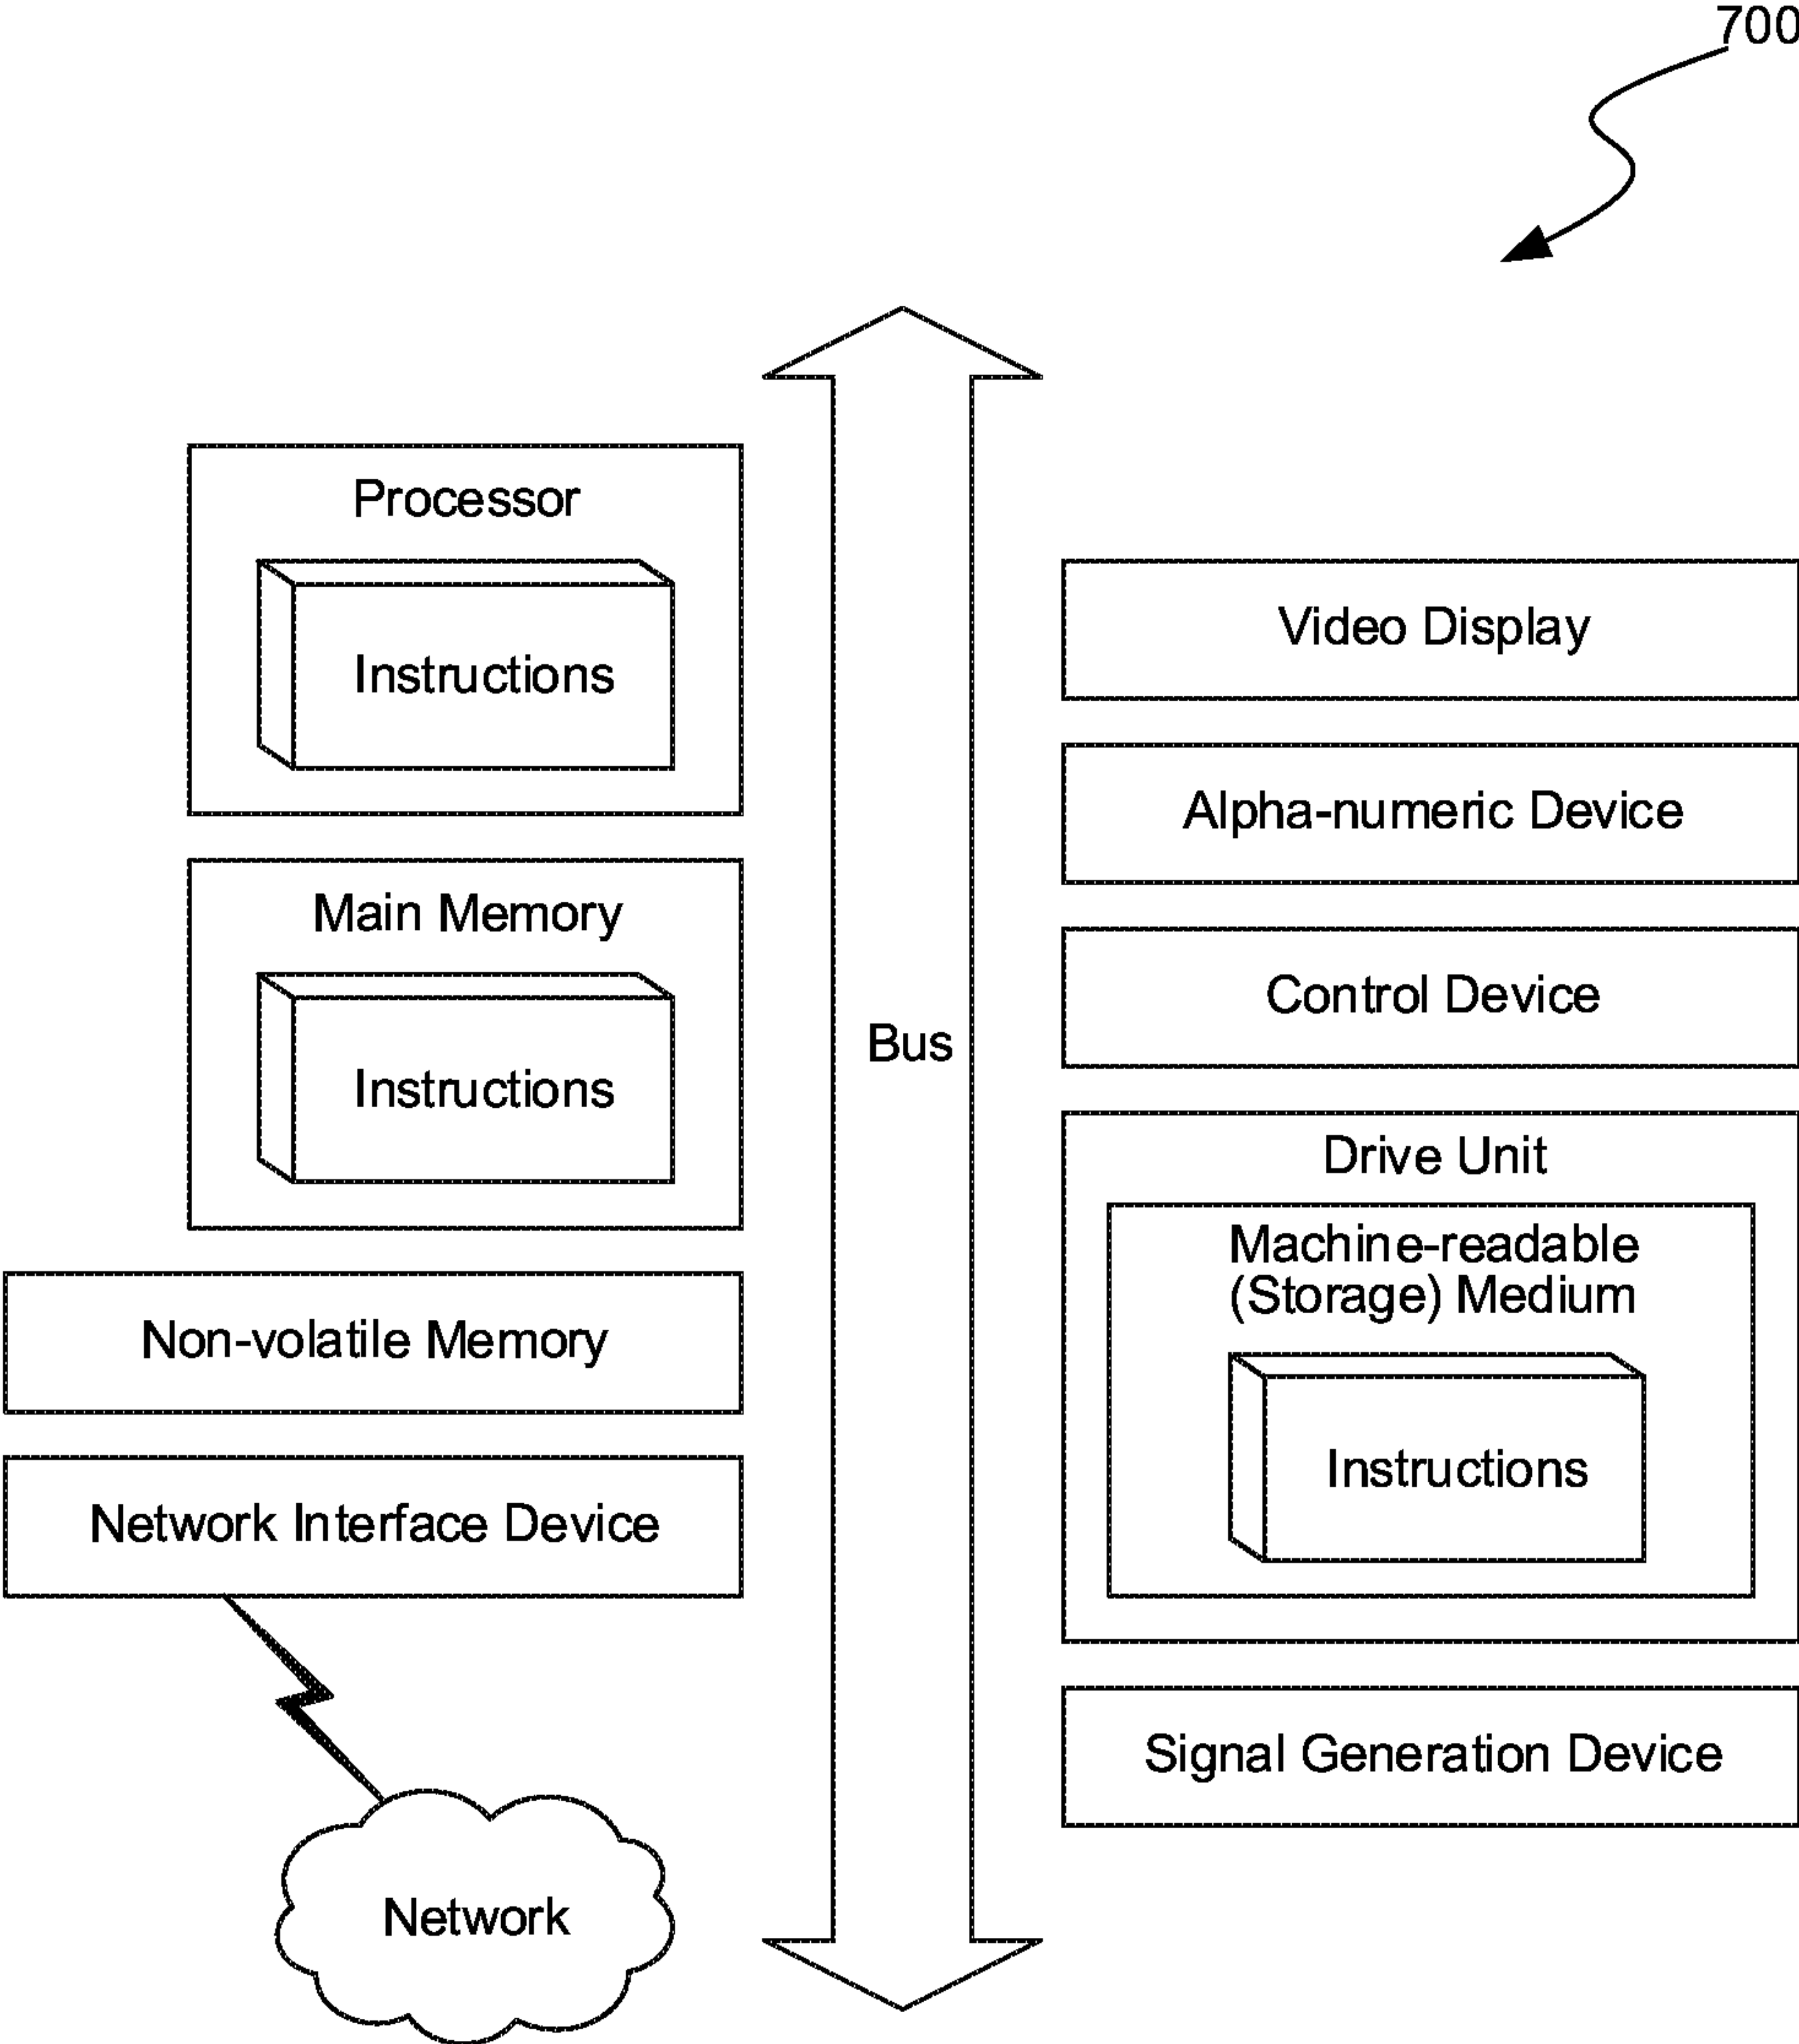 700
Processor
Instructions
Main Memory
Instructions
Non-volatile Memory
Network Interface Device
Network
Bus
Video Display
Alpha-numeric Device
Control Device
Drive Unit
Machine-readable
(Storage) Medium
Instructions
Signal Generation Device